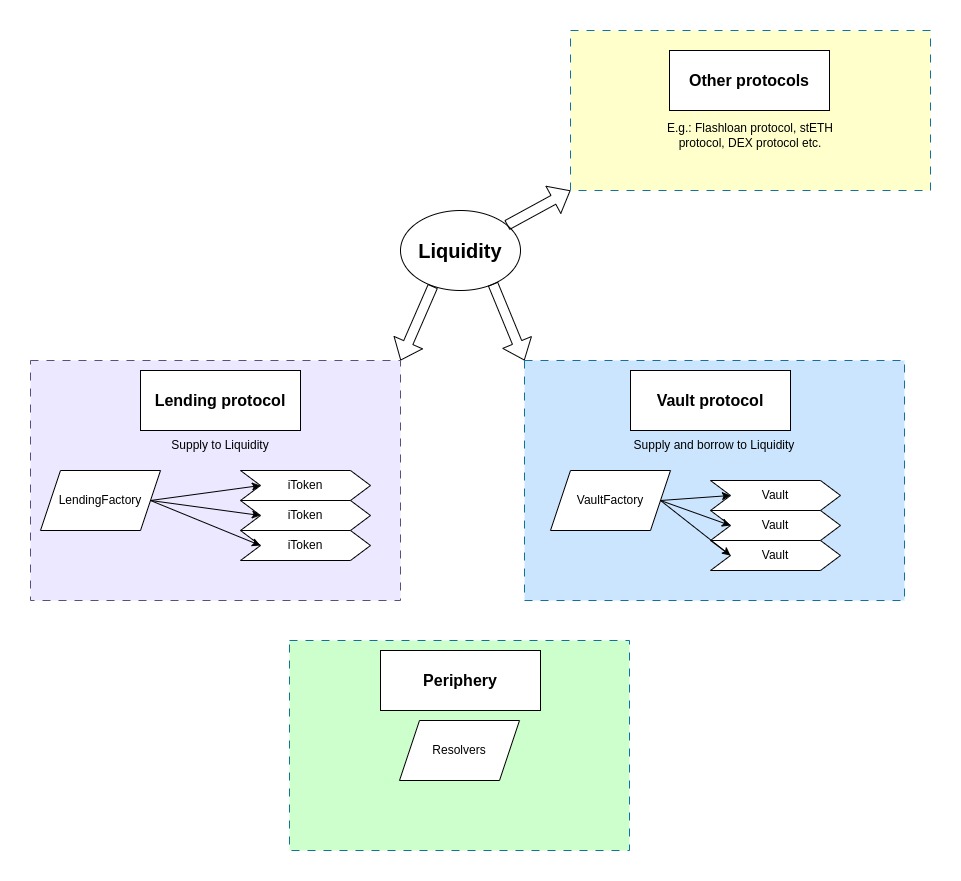 Other protocols
E.g.: Flashloan protocol, stETH
protocol, DEX protocol etc.
Liquidity
Lending protocol
Supply to Liquidity
LendingFactory
iToken
iToken
iToken
Vault protocol
Supply and borrow to Liquidity
VaultFactory
Vault
Vault
Vault
Periphery
Resolvers